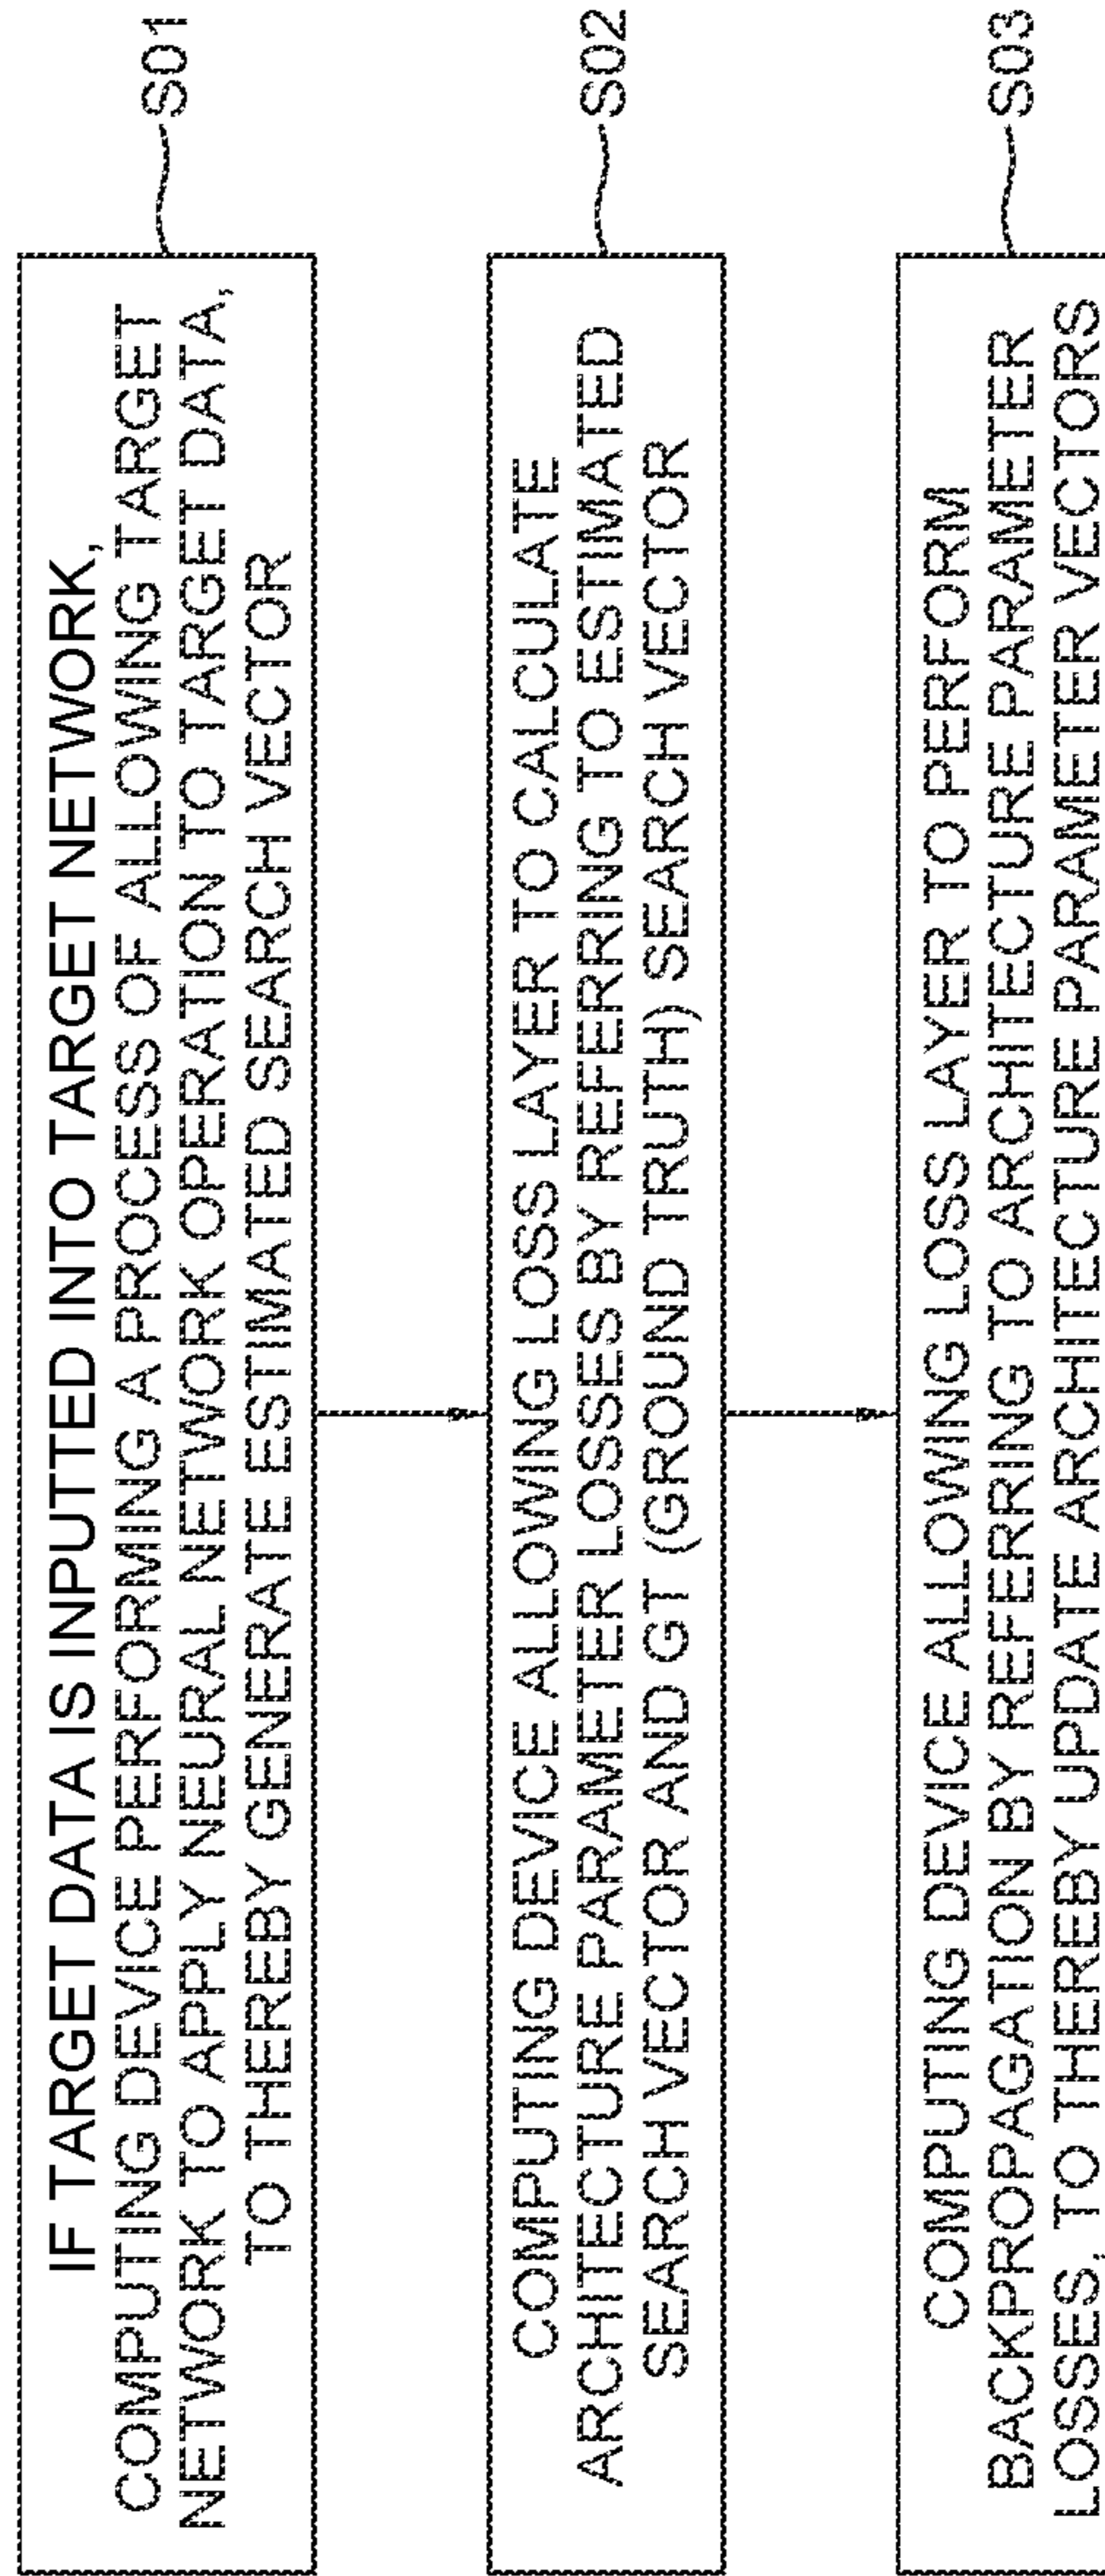 IF TARGET DATA IS INPUTTED INTO TARGET NETWORK,
COMPUTING DEVICE PERFORMING A PROCESS OF ALLOWING TARGET
NETWORK TO APPLY NEURAL NETWORK OPERATION TO TARGET DATA,
TO THEREBY GENERATE ESTIMATED SEARCH VECTOR
S01
COMPUTING DEVICE ALLOWING LOSS LAYER TO CALCULATE
ARCHITECTURE PARAMETER LOSSES BY REFERRING TO ESTIMATED
SEARCH VECTOR AND GT (GROUND TRUTH) SEARCH VECTOR
S02
COMPUTING DEVICE ALLOWING LOSS LAYER TO PERFORM
BACKPROPAGATION BY REFERRING TO ARCHITECTURE PARAMETER
LOSSES, TO THEREBY UPDATE ARCHITECTURE PARAMETER VECTORS
S03